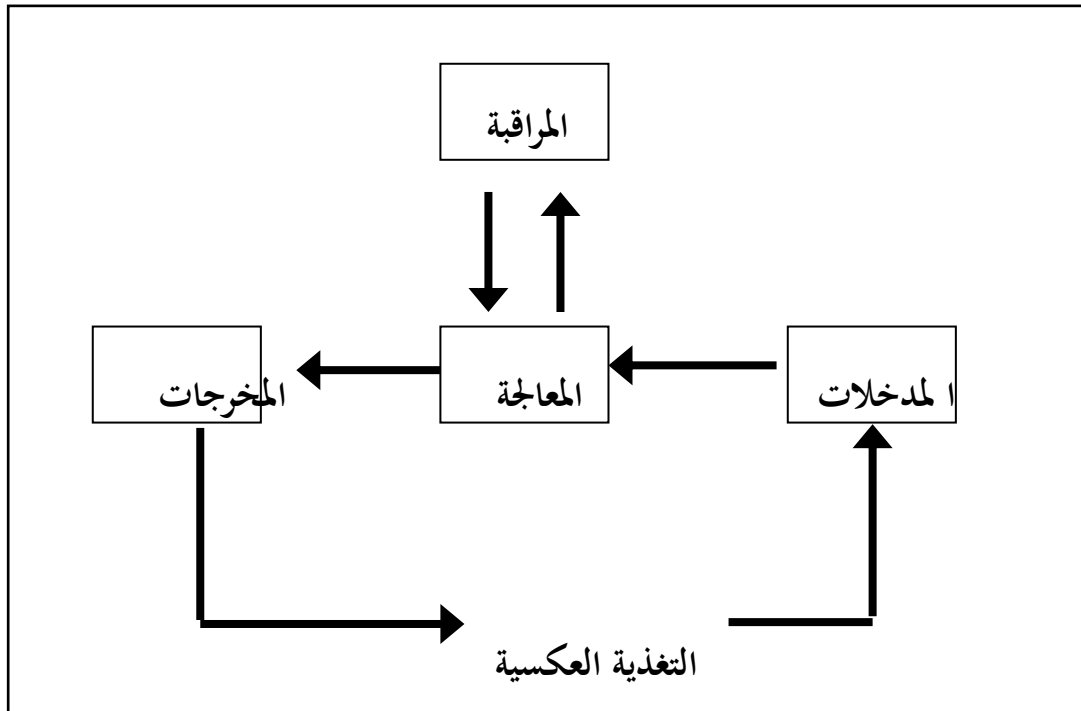 المراقبة
ا لمدخلات
المعالجة
المخرجات
التغذية العكسية